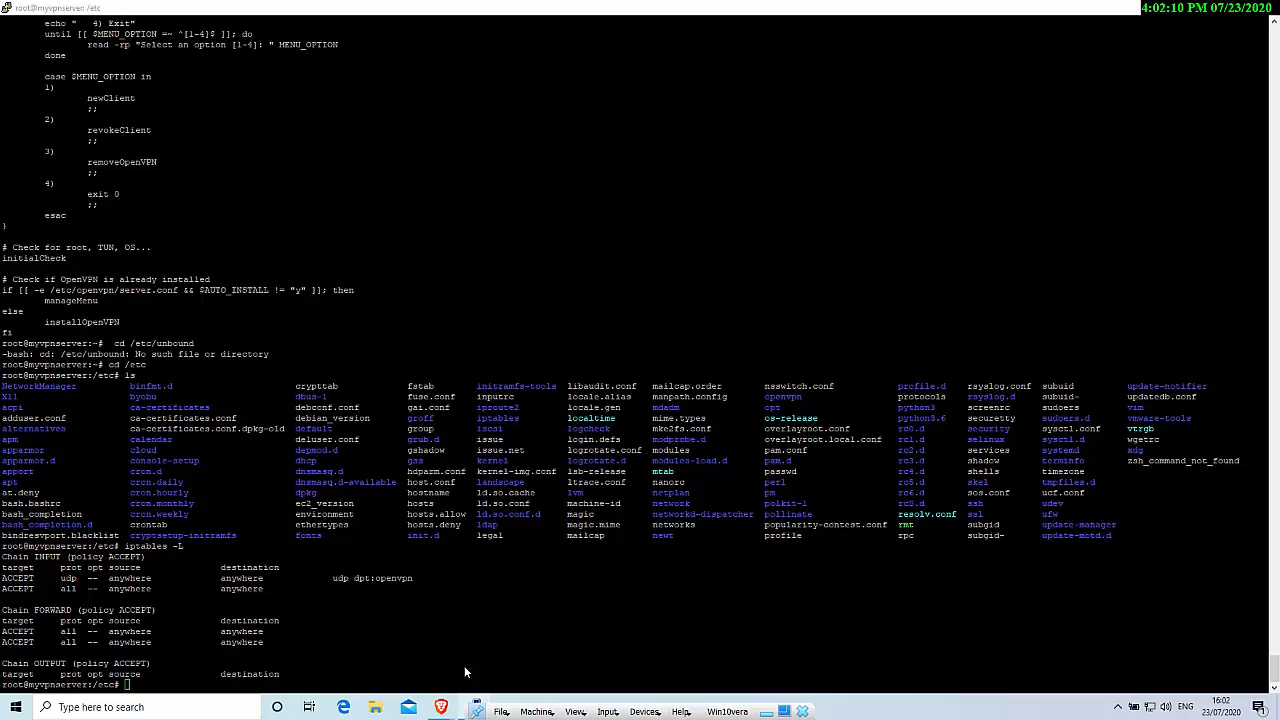 root@myvpnserver: /etc
4:02:10 PM 07/23/2020
echo "   4) Exit"
until [[ $MENU_OPTION =~ ^[1-4]$ ]]; do
read -rp "Select an option [1-4]: " MENU_OPTION
done
case $MENU_OPTION in
1)
newClient
;;
2)
revokeClient
;;
3)
removeOpenVPN
;;
4)
exit 0
;;
esac
}
# Check for root, TUN, OS...
initialCheck
# Check if OpenVPN is already installed
if [[ -e /etc/openvpn/server.conf && $AUTO_INSTALL != "y" ]]; then
manageMenu
else
installOpenVPN
fi
root@myvpnserver:~#  cd /etc/unbound
-bash: cd: /etc/unbound: No such file or directory
root@myvpnserver:~# cd /etc
root@myvpnserver:/etc# ls
NetworkManager binfmt.d crypttab fstab initramfs-tools libaudit.conf mailcap.order nsswitch.conf profile.d rsyslog.conf subuid update-notifier
X11 byobu dbus-1 fuse.conf inputrc locale.alias manpath.config openvpn protocols rsyslog.d subuid- updatedb.conf
acpi ca-certificates debconf.conf gai.conf iproute2 locale.gen mdadm opt python3 screenrc sudoers vim
adduser.conf ca-certificates.conf debian_version groff iptables localtime mime.types os-release python3.6 securetty sudoers.d vmware-tools
alternatives ca-certificates.conf.dpkg-old default group iscsi logcheck mke2fs.conf overlayroot.conf rc0.d security sysctl.conf vtrgb
apm calendar deluser.conf grub.d issue login.defs modprobe.d overlayroot.local.conf rc1.d selinux sysctl.d wgetrc
apparmor cloud depmod.d gshadow issue.net logrotate.conf modules pam.conf rc2.d services systemd xdg
apparmor.d console-setup dhcp gss kernel logrotate.d modules-load.d pam.d rc3.d shadow terminfo zsh_command_not_found
apport cron.d dnsmasq.d hdparm.conf kernel-img.conf lsb-release mtab passwd rc4.d shells timezone
apt cron.daily dnsmasq.d-available host.conf landscape ltrace.conf nanorc perl rc5.d skel tmpfiles.d
at.deny cron.hourly dpkg hostname ld.so.cache lvm netplan pm rc6.d sos.conf ucf.conf
bash.bashrc cron.monthly ec2_version hosts ld.so.conf machine-id network polkit-1 rcS.d ssh udev
bash_completion cron.weekly environment hosts.allow ld.so.conf.d magic networkd-dispatcher pollinate resolv.conf ssl ufw
bash_completion.d crontab ethertypes hosts.deny ldap magic.mime networks popularity-contest.conf rmt subgid update-manager
bindresvport.blacklist cryptsetup-initramfs fonts init.d legal mailcap newt profile rpc subgid- update-motd.d
root@myvpnserver:/etc# iptables -L
Chain INPUT (policy ACCEPT)
target     prot opt source               destination
ACCEPT     udp  --  anywhere             anywhere             udp dpt:openvpn
ACCEPT     all  --  anywhere             anywhere
Chain FORWARD (policy ACCEPT)
target     prot opt source               destination
ACCEPT     all  --  anywhere             anywhere
ACCEPT     all  --  anywhere             anywhere
Chain OUTPUT (policy ACCEPT)
target     prot opt source               destination
root@myvpnserver:/etc#
Type here to search
File, Machine, View, Input, Devices, Help, Win10vera
ENG
16:02
23/07/2020